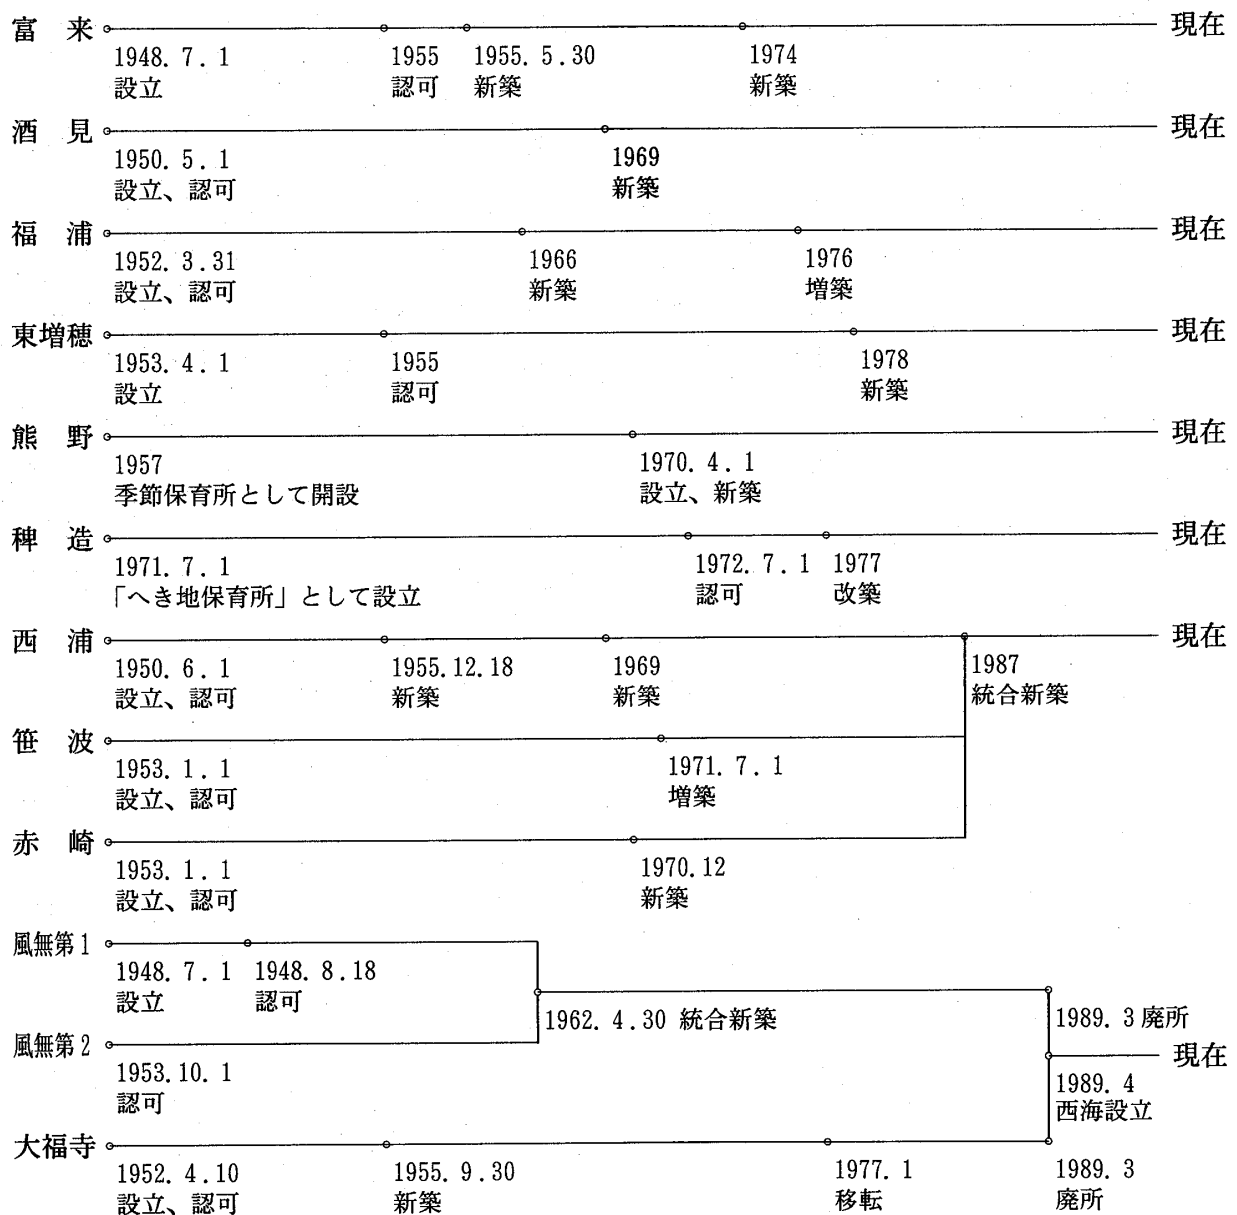 富来 現在
1948. 7. 1 1955 1955. 5. 30 1974
設立 認可 新築 新築
酒見 現在
1950. 5. 1 1969
設立、認可 新築
福浦 現在
1952. 3. 31 1966 1976
設立、認可 新築 増築
東増穂 現在
1953. 4. 1 1955 1978
設立 認可 新築
熊野 現在
1957 1970. 4. 1
季節保育所として開設 設立、新築
稗造 現在
1971. 7. 1 1972. 7. 1 1977
「へき地保育所」として設立 認可 改築
西浦 現在
1950. 6. 1 1955. 12. 18 1969 1987
設立、認可 新築 新築 統合新築
笹波
1953. 1. 1 1971. 7. 1
設立、認可 増築
赤崎
1953. 1. 1 1970. 12
設立、認可 新築
風無第1
1948. 7. 1 1948. 8. 18
設立 認可
1962. 4. 30 統合新築 1989. 3 廃所
風無第2 現在
1953. 10. 1 1989. 4
認可 西海設立
大福寺
1952. 4. 10 1955. 9. 30 1977. 1 1989. 3
設立、認可 新築 移転 廃所